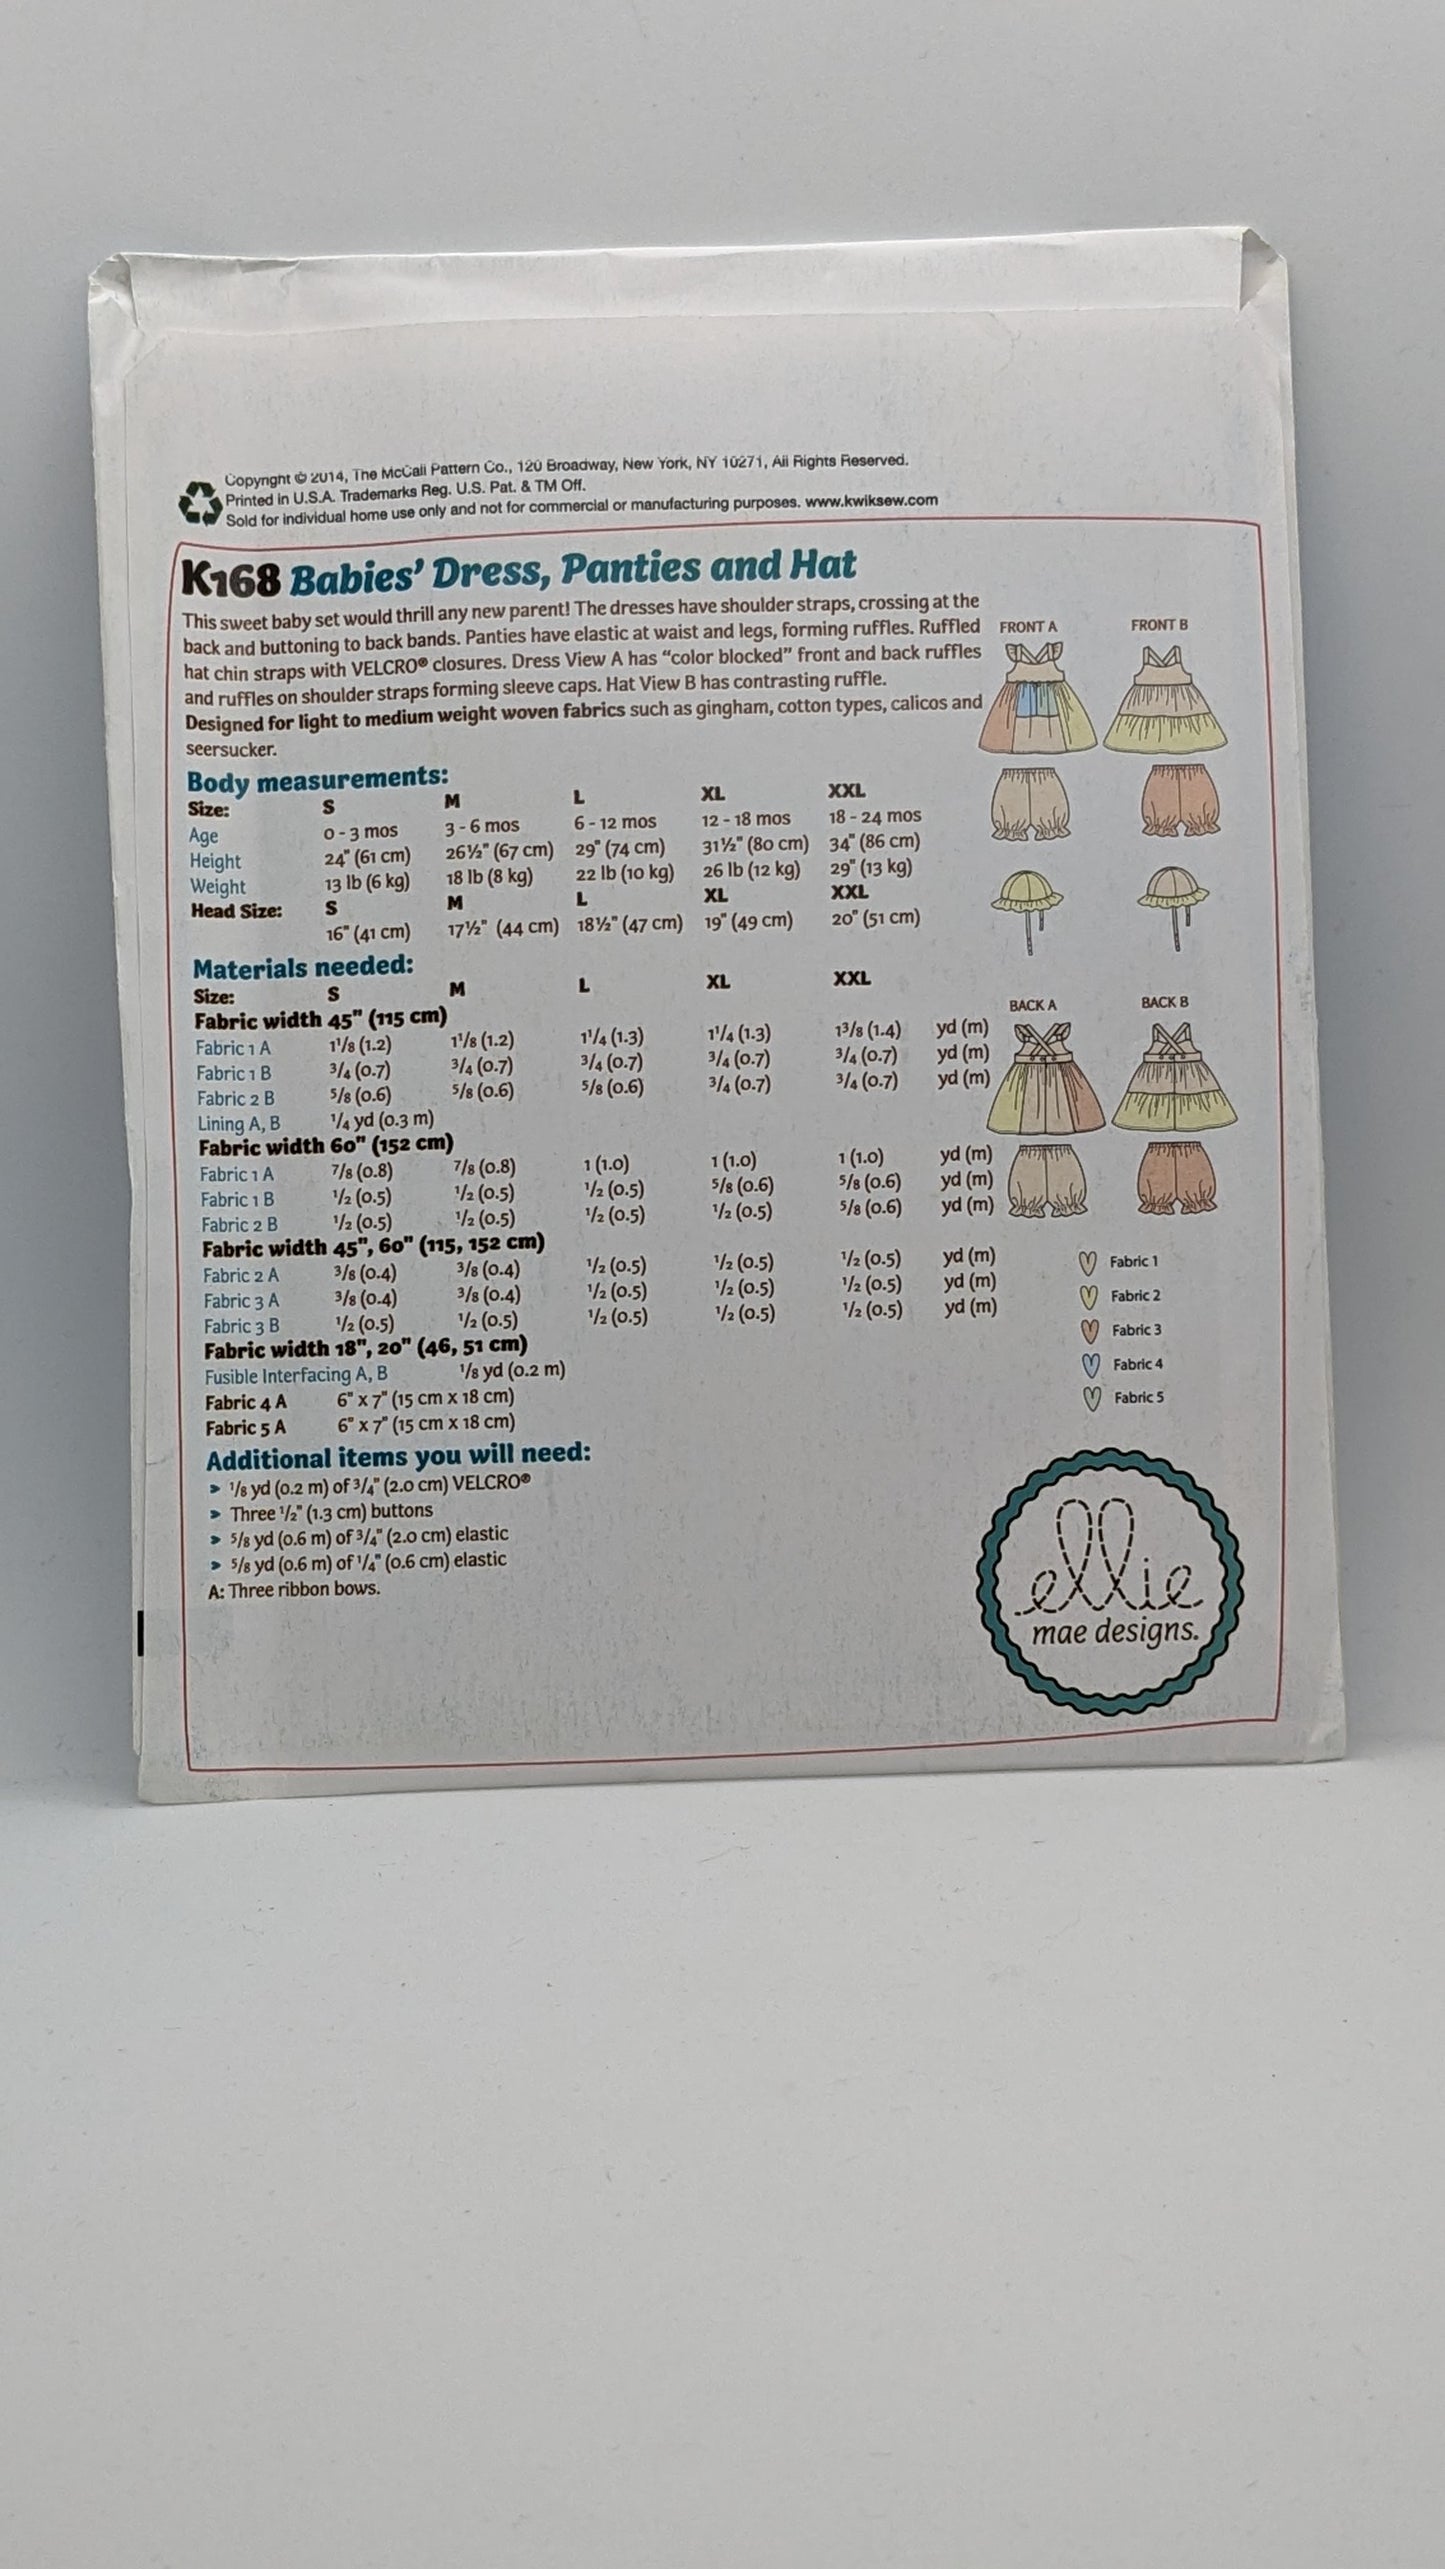 Copyright © 2014, The McCall Pattern Co., 120 Broadway, New York, NY 10271, All Rights Reserved.
Printed in U.S.A. Trademarks Reg. U.S. Pat. & TM Off.
Sold for individual home use only and not for commercial or manufacturing purposes. www.kwiksew.com
K168 Babies' Dress, Panties and Hat
This sweet baby set would thrill any new parent! The dresses have shoulder straps, crossing at the
back and buttoning to back bands. Panties have elastic at waist and legs, forming ruffles. Ruffled
hat chin straps with VELCRO® closures. Dress View A has "color blocked" front and back ruffles
and ruffles on shoulder straps forming sleeve caps. Hat View B has contrasting ruffle.
Designed for light to medium weight woven fabrics such as gingham, cotton types, calicos and
seersucker.
Body measurements:
Size: S M L XL XXL
Age 0 - 3 mos 3 - 6 mos 6 - 12 mos 12 - 18 mos 18 - 24 mos
Height 24" (61 cm) 26½" (67 cm) 29" (74 cm) 31½" (80 cm) 34" (86 cm)
Weight 13 lb (6 kg) 18 lb (8 kg) 22 lb (10 kg) 26 lb (12 kg) 29" (13 kg)
Head Size: S M L XL XXL
16" (41 cm) 17½" (44 cm) 18½" (47 cm) 19" (49 cm) 20" (51 cm)
Materials needed:
Size: S M L XL XXL
Fabric width 45" (115 cm)
Fabric 1 A 1 1/8 (1.2) 1 1/8 (1.2) 1 1/4 (1.3) 1 1/4 (1.3) 1 3/8 (1.4) yd (m)
Fabric 1 B 3/4 (0.7) 3/4 (0.7) 3/4 (0.7) 3/4 (0.7) 3/4 (0.7) yd (m)
Fabric 2 B 5/8 (0.6) 5/8 (0.6) 5/8 (0.6) 3/4 (0.7) 3/4 (0.7) yd (m)
Lining A, B 1/4 yd (0.3 m)
Fabric width 60" (152 cm)
Fabric 1 A 7/8 (0.8) 7/8 (0.8) 1 (1.0) 1 (1.0) 1 (1.0) yd (m)
Fabric 1 B 1/2 (0.5) 1/2 (0.5) 1/2 (0.5) 5/8 (0.6) 5/8 (0.6) yd (m)
Fabric 2 B 1/2 (0.5) 1/2 (0.5) 1/2 (0.5) 1/2 (0.5) 5/8 (0.6) yd (m)
Fabric width 45", 60" (115, 152 cm)
Fabric 2 A 3/8 (0.4) 3/8 (0.4) 1/2 (0.5) 1/2 (0.5) 1/2 (0.5) yd (m)
Fabric 3 A 3/8 (0.4) 3/8 (0.4) 1/2 (0.5) 1/2 (0.5) 1/2 (0.5) yd (m)
Fabric 3 B 1/2 (0.5) 1/2 (0.5) 1/2 (0.5) 1/2 (0.5) 1/2 (0.5) yd (m)
Fabric width 18", 20" (46, 51 cm)
Fusible Interfacing A, B 1/8 yd (0.2 m)
Fabric 4 A 6" x 7" (15 cm x 18 cm)
Fabric 5 A 6" x 7" (15 cm x 18 cm)
Additional items you will need:
➤ 1/8 yd (0.2 m) of 3/4" (2.0 cm) VELCRO®
➤ Three 1/2" (1.3 cm) buttons
➤ 5/8 yd (0.6 m) of 3/4" (2.0 cm) elastic
➤ 5/8 yd (0.6 m) of 1/4" (0.6 cm) elastic
A: Three ribbon bows.
FRONT A FRONT B
BACK A BACK B
Fabric 1
Fabric 2
Fabric 3
Fabric 4
Fabric 5
ellie
mae designs.